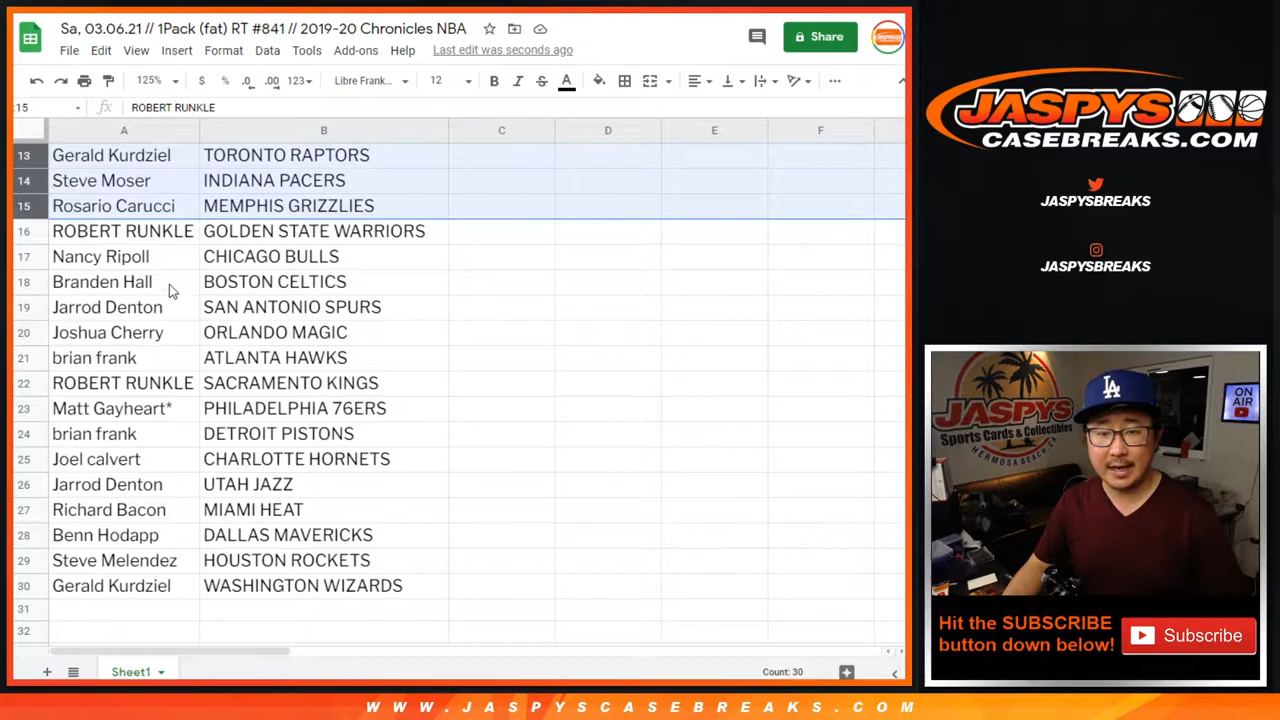 Sa, 03.06.21 // 1Pack (fat) RT #841 // 2019-20 Chronicles NBA
File Edit View Insert Format Data Tools Add-ons Help Last edit was seconds ago
Share
125% $ % .0 .00 123 Libre Frank... 12 B I S A
:15 fx ROBERT RUNKLE
A B C D E F
13 Gerald Kurdziel TORONTO RAPTORS
14 Steve Moser INDIANA PACERS
15 Rosario Carucci MEMPHIS GRIZZLIES
16 ROBERT RUNKLE GOLDEN STATE WARRIORS
17 Nancy Ripoll CHICAGO BULLS
18 Branden Hall BOSTON CELTICS
19 Jarrod Denton SAN ANTONIO SPURS
20 Joshua Cherry ORLANDO MAGIC
21 brian frank ATLANTA HAWKS
22 ROBERT RUNKLE SACRAMENTO KINGS
23 Matt Gayheart* PHILADELPHIA 76ERS
24 brian frank DETROIT PISTONS
25 Joel calvert CHARLOTTE HORNETS
26 Jarrod Denton UTAH JAZZ
27 Richard Bacon MIAMI HEAT
28 Benn Hodapp DALLAS MAVERICKS
29 Steve Melendez HOUSTON ROCKETS
30 Gerald Kurdziel WASHINGTON WIZARDS
31
32
Sheet1 Count: 30
JASPYS
CASEBREAKS.COM
JASPYSBREAKS
JASPYSBREAKS
JASPYS
Sports Cards & Collectibles
HERMOSA BEACH, CA
LA
ON
AIR
Hit the SUBSCRIBE
button down below!
Subscribe
WWW.JASPYSCASEBREAKS.COM